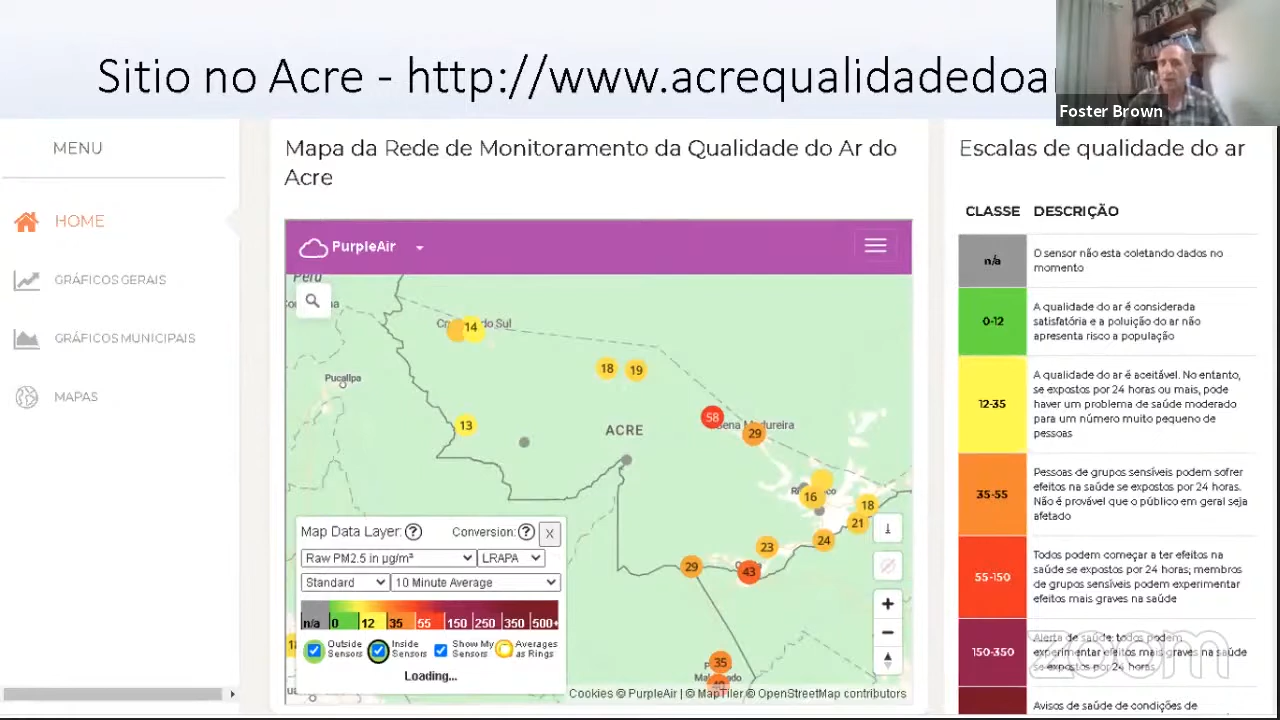 Sitio no Acre - http://www.acrequalidadedoar
Foster Brown
MENU
HOME
GRÁFICOS GERAIS
GRÁFICOS MUNICIPAIS
MAPAS
Mapa da Rede de Monitoramento da Qualidade do Ar do
Acre
PurpleAir
Peru
14
do Sul
Pucallpa
18
19
13
ACRE
58
Sena Madureira
29
16
18
21
24
23
29
43
35
Map Data Layer: ? Conversion: ? X
Raw PM2.5 in µg/m³ LRAPA
Standard 10 Minute Average
n/a 0 12 35 55 150 250 350 500+
Outside
Sensors
Inside
Sensors
Show My
Sensors
Averages
as Rings
Loading...
Cookies © PurpleAir | © MapTiler © OpenStreetMap contributors
Escalas de qualidade do ar
CLASSE DESCRIÇÃO
n/a
O sensor não esta coletando dados no
momento
0-12
A qualidade do ar é considerada
satisfatória e a poluição do ar não
apresenta risco a população
12-35
A qualidade do ar é aceitável. No entanto,
se expostos por 24 horas ou mais, pode
haver um problema de saúde moderado
para um número muito pequeno de
pessoas
35-55
Pessoas de grupos sensíveis podem sofrer
efeitos na saúde se expostos por 24 horas.
Não é provável que o público em geral seja
afetado
55-150
Todos podem começar a ter efeitos na
saúde se expostos por 24 horas; membros
de grupos sensíveis podem experimentar
efeitos mais graves na saúde
150-350
Alerta de saúde: todos podem
experimentar efeitos mais graves na saúde
se expostos por 24 horas.
Avisos de saúde de condições de
zoom